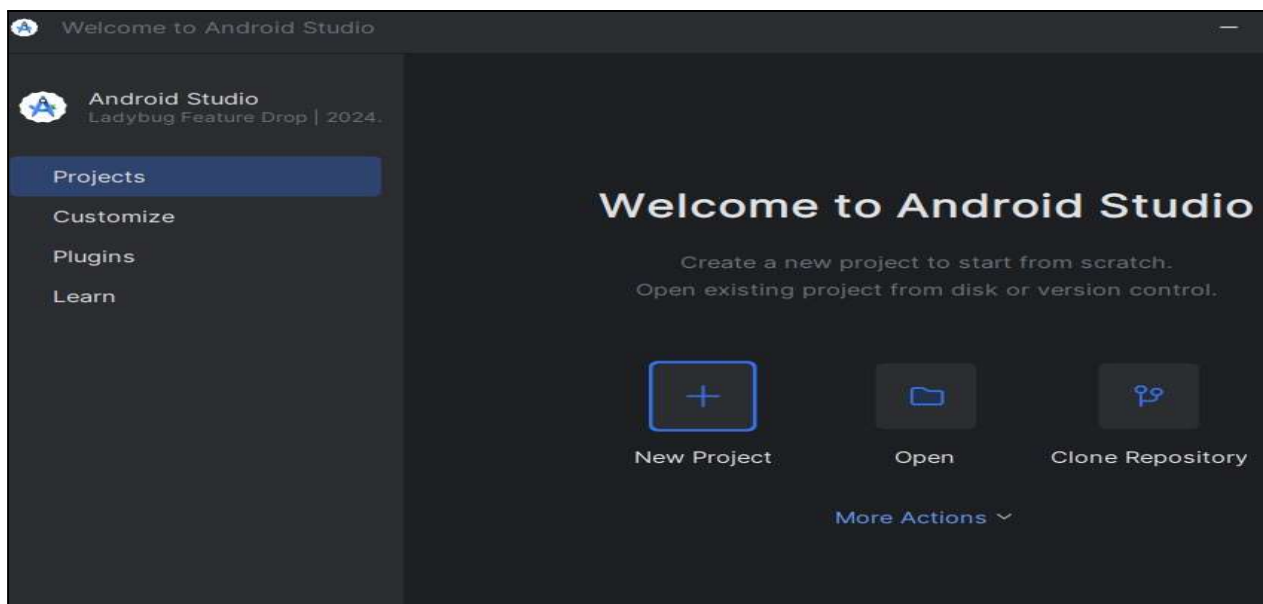 Welcome to Android Studio
Android Studio
Ladybug Feature Drop | 2024.
Projects
Customize
Plugins
Learn
Welcome to Android Studio
Create a new project to start from scratch.
Open existing project from disk or version control.
New Project Open Clone Repository
More Actions